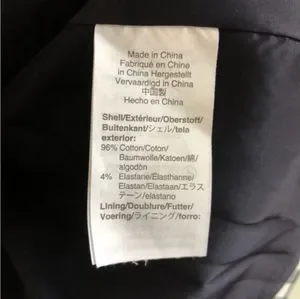 Made in China
Fabriqué en Chine
in China Hergestellt
Vervaardigd in China
中国製
Hecho en China
Shell/Extérieur/Oberstoff/
Buitenkant/シェル/tela
exterior:
96% Cotton/Coton/
Baumwolle/Katoen/綿/
algodón
4% Elastane/Élasthanne/
Elastan/Elastaan/エラス
テーン/elastano
Lining/Doublure/Futter/
Voering/ライニング/forro: